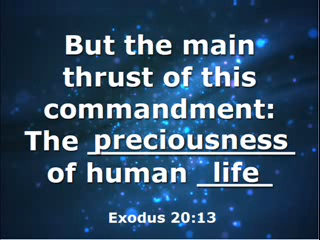 But the main
thrust of this
commandment:
The preciousness
of human life
Exodus 20:13